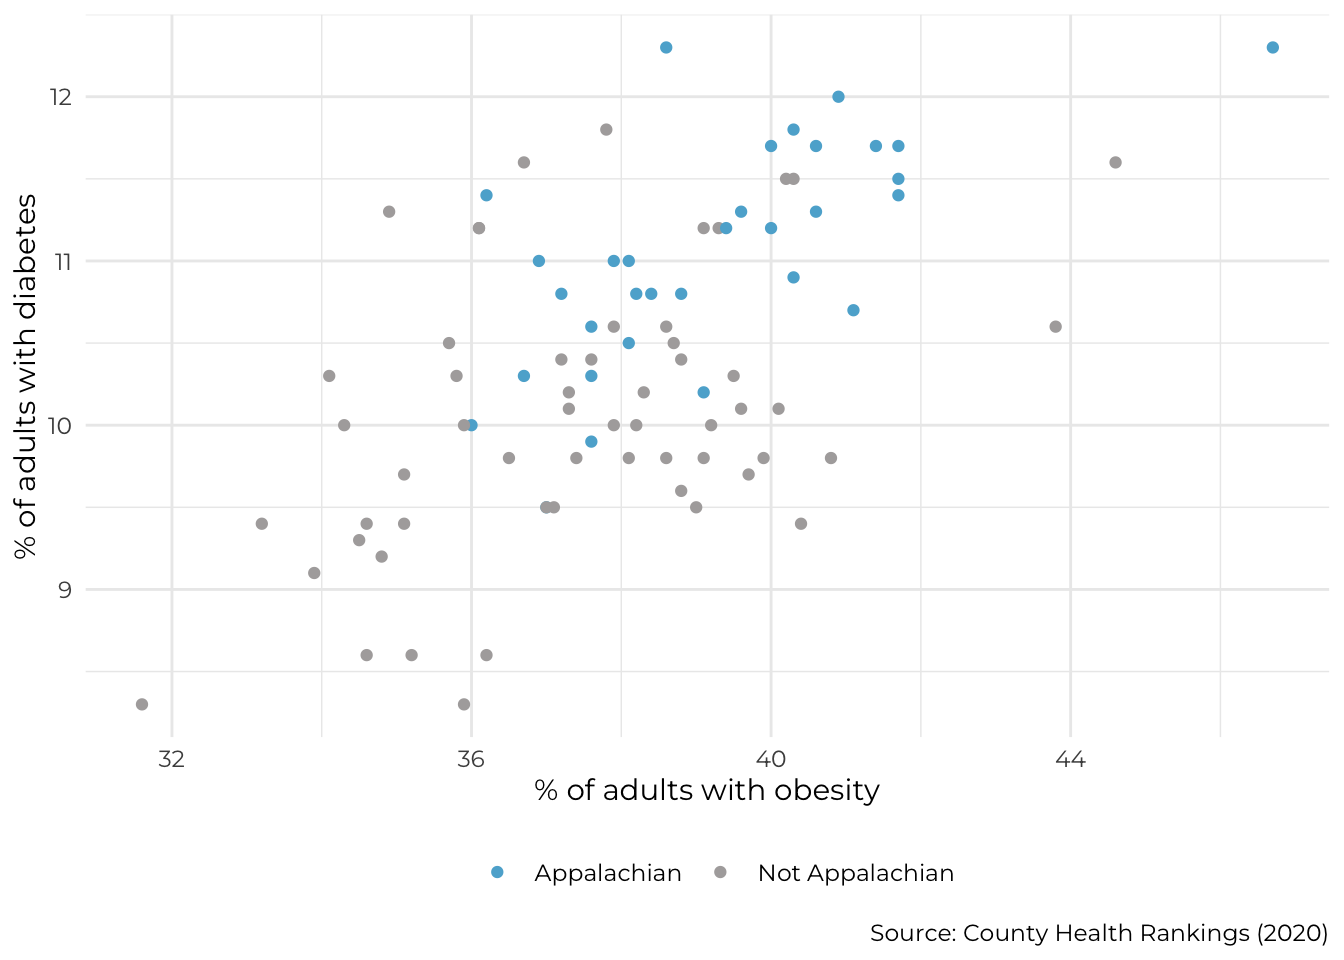 12
11
10
9
% of adults with diabetes
32 36 40 44
% of adults with obesity
Appalachian Not Appalachian
Source: County Health Rankings (2020)